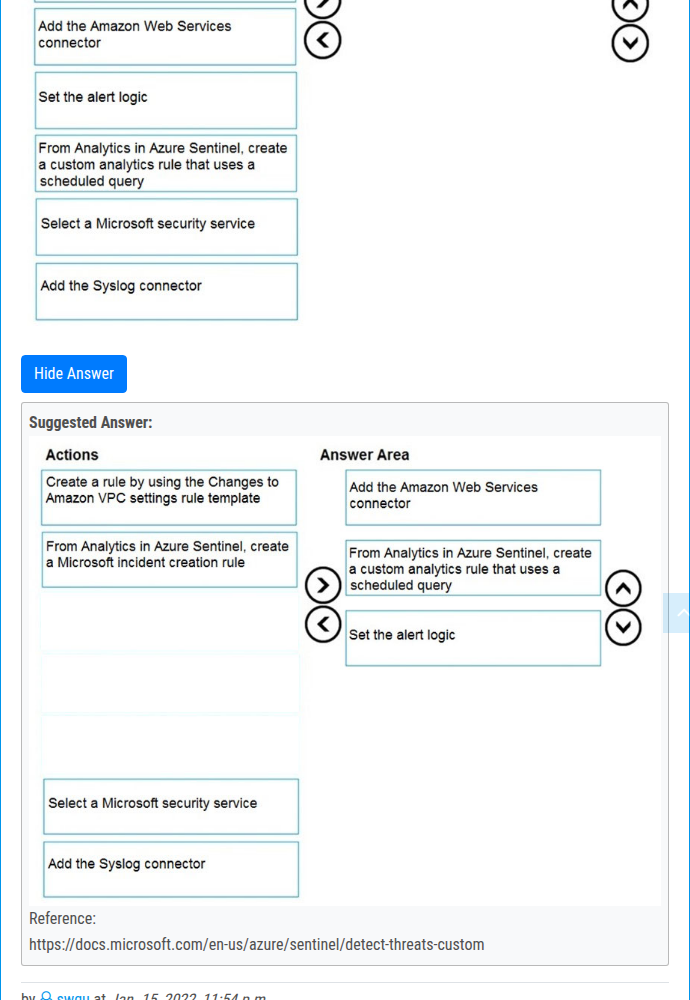 Add the Amazon Web Services
connector
Set the alert logic
From Analytics in Azure Sentinel, create
a custom analytics rule that uses a
scheduled query
Select a Microsoft security service
Add the Syslog connector
Hide Answer
Suggested Answer:
Actions
Answer Area
Create a rule by using the Changes to
Amazon VPC settings rule template
From Analytics in Azure Sentinel, create
a Microsoft incident creation rule
Add the Amazon Web Services
connector
From Analytics in Azure Sentinel, create
a custom analytics rule that uses a
scheduled query
Set the alert logic
Select a Microsoft security service
Add the Syslog connector
Reference:
https://docs.microsoft.com/en-us/azure/sentinel/detect-threats-custom
by swgu at Jan. 15, 2022, 11:54 p.m.